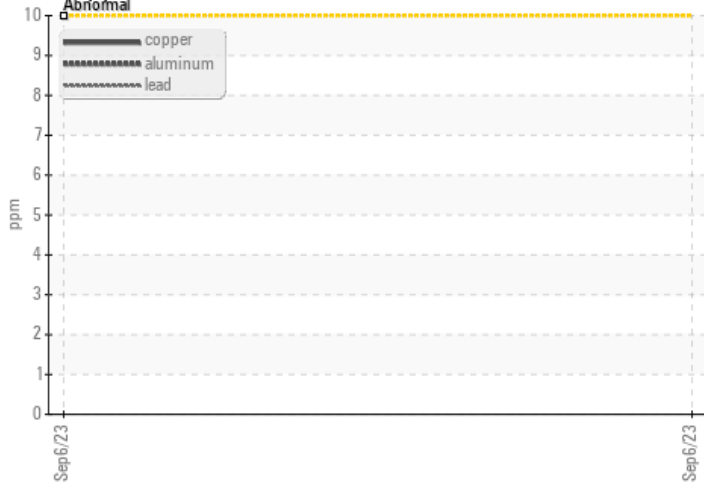 Abnormal
10
9
8
7
6
5
4
3
2
1
0
ppm
copper
aluminum
lead
Sep6/23
Sep6/23